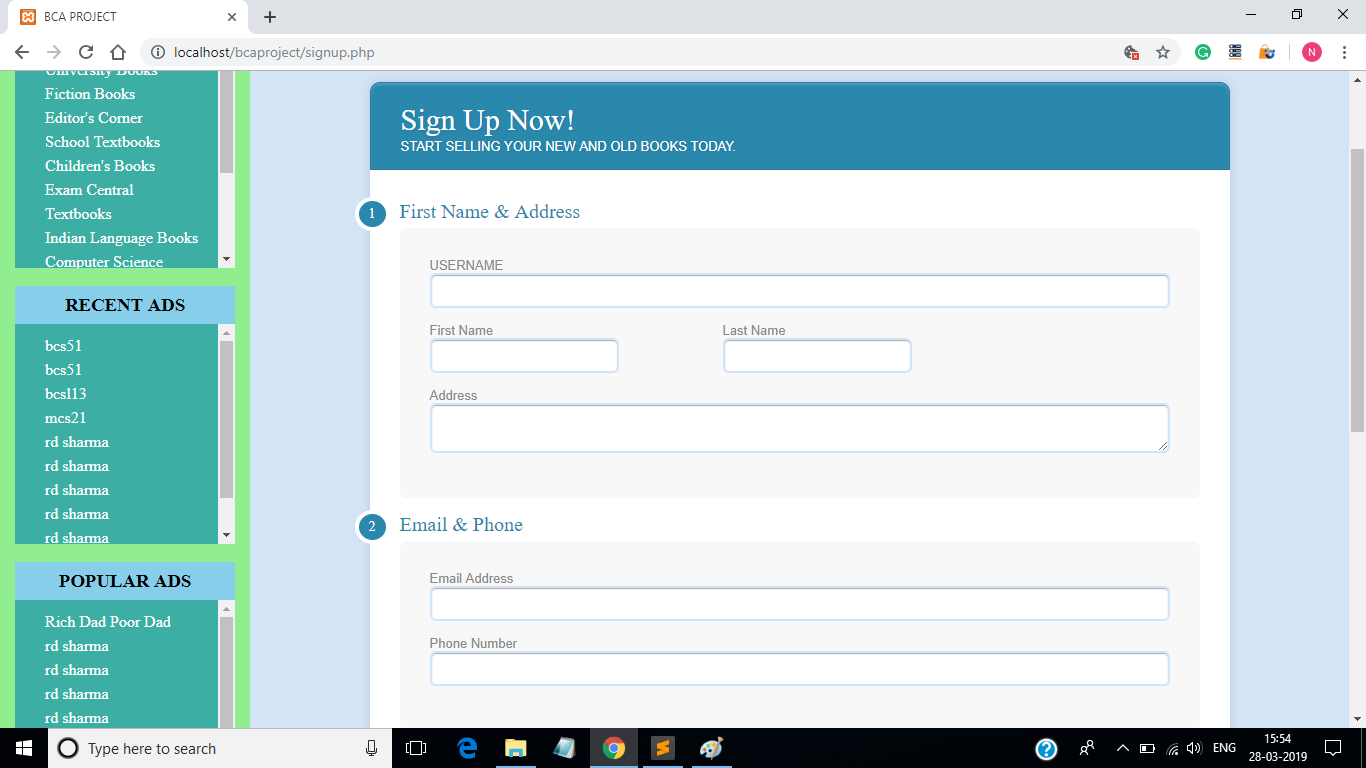 BCA PROJECT
localhost/bcaproject/signup.php
N
University Books
Fiction Books
Editor's Corner
School Textbooks
Children's Books
Exam Central
Textbooks
Indian Language Books
Computer Science
RECENT ADS
bcs51
bcs51
bcsl13
mcs21
rd sharma
rd sharma
rd sharma
rd sharma
rd sharma
POPULAR ADS
Rich Dad Poor Dad
rd sharma
rd sharma
rd sharma
rd sharma
Sign Up Now!
START SELLING YOUR NEW AND OLD BOOKS TODAY.
1 First Name & Address
USERNAME
First Name Last Name
Address
2 Email & Phone
Email Address
Phone Number
Type here to search
ENG
15:54
28-03-2019